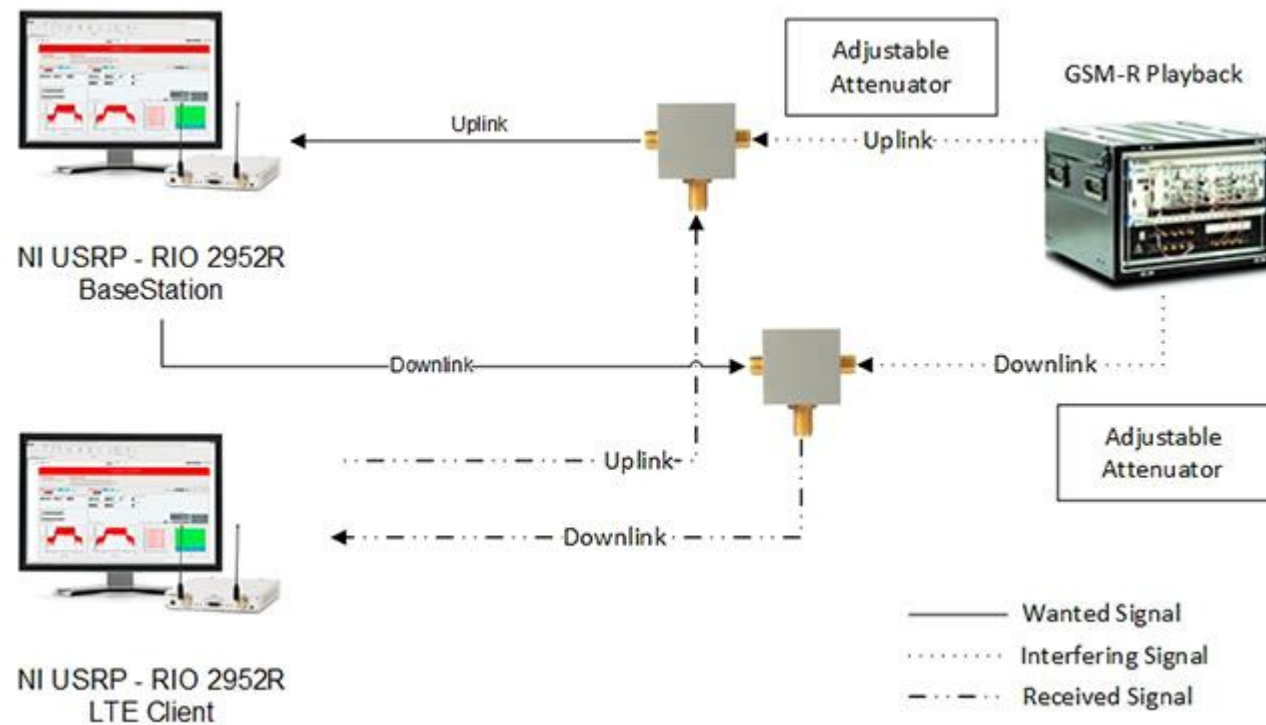 Adjustable
Attenuator
GSM-R Playback
Uplink
Uplink
NI USRP - RIO 2952R
BaseStation
Downlink
Downlink
Adjustable
Attenuator
Uplink
Downlink
NI USRP - RIO 2952R
LTE Client
Wanted Signal
Interfering Signal
Received Signal